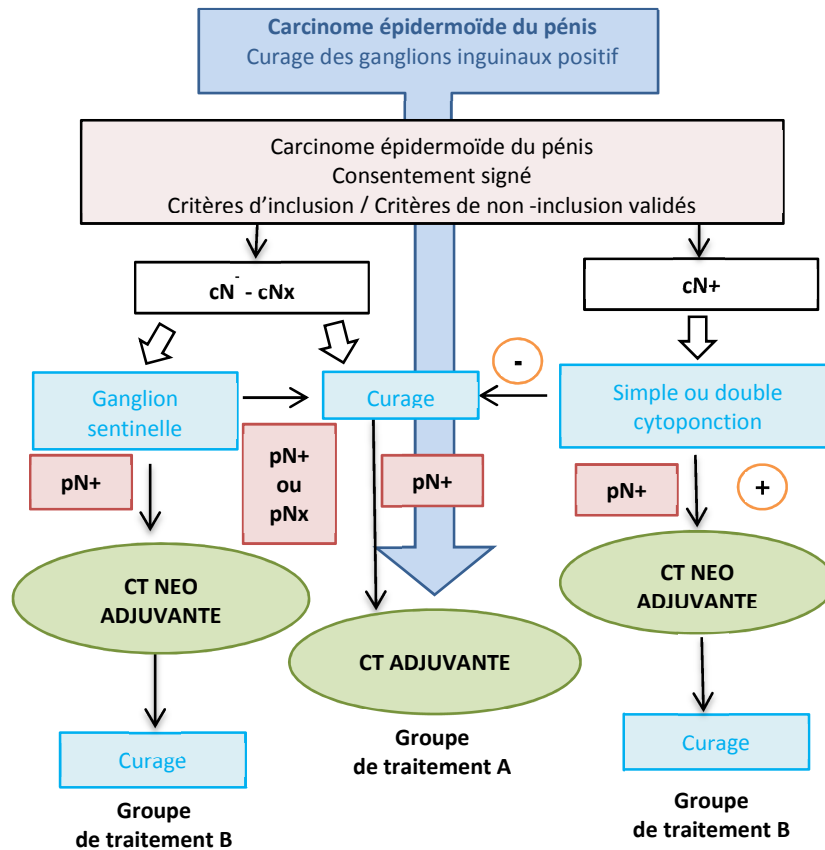 Carcinome épidermoïde du pénis
Curage des ganglions inguinaux positif
Carcinome épidermoïde du pénis
Consentement signé
Critères d’inclusion / Critères de non -inclusion validés
cN⁻ - cNx
cN+
-
Ganglion
sentinelle
Curage
Simple ou double
cytoponction
pN+
pN+
ou
pNx
pN+
pN+
+
CT NEO
ADJUVANTE
CT NEO
ADJUVANTE
CT ADJUVANTE
Curage
Groupe
de traitement A
Curage
Groupe
de traitement B
Groupe
de traitement B